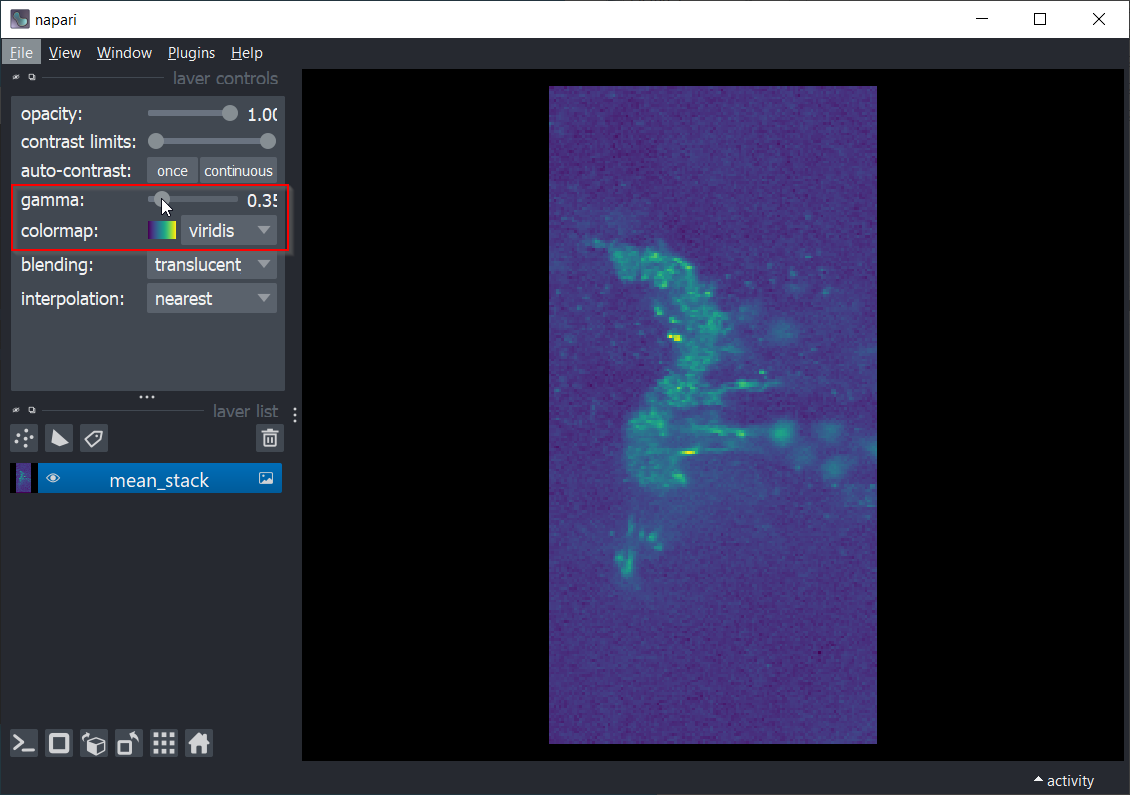 napari
File View Window Plugins Help
layer controls
opacity: 1.00
contrast limits:
auto-contrast: once continuous
gamma: 0.35
colormap: viridis
blending: translucent
interpolation: nearest
layer list
mean_stack
activity